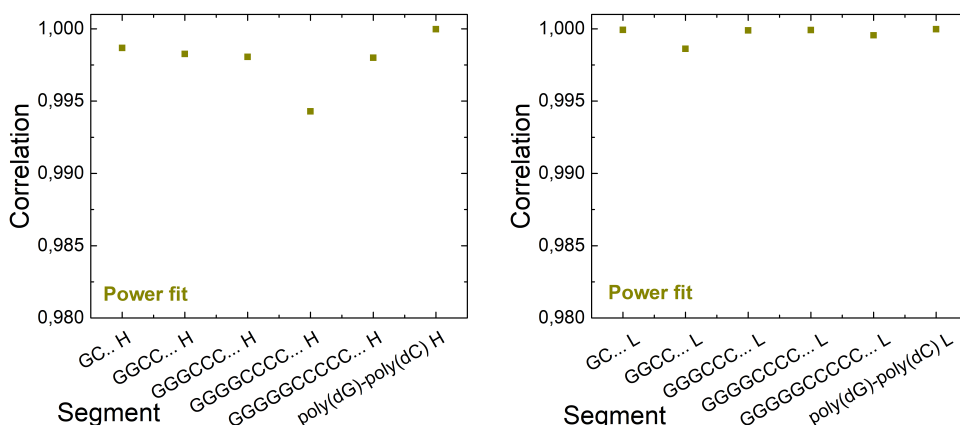 1,000
0,995
0,990
0,985
0,980
Correlation
Power fit
GC.. H
GGCC... H
GGGCCC... H
GGGGCCCC... H
GGGGGCCCCC... H
poly(dG)-poly(dC) H
Segment
1,000
0,995
0,990
0,985
0,980
Correlation
Power fit
GC... L
GGCC... L
GGGCCC... L
GGGGCCCC... L
GGGGGCCCCC... L
poly(dG)-poly(dC) L
Segment